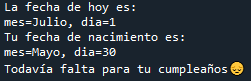 La fecha de hoy es:
mes=Julio, dia=1
Tu fecha de nacimiento es:
mes=Mayo, dia=30
Todavía falta para tu cumpleaños😔